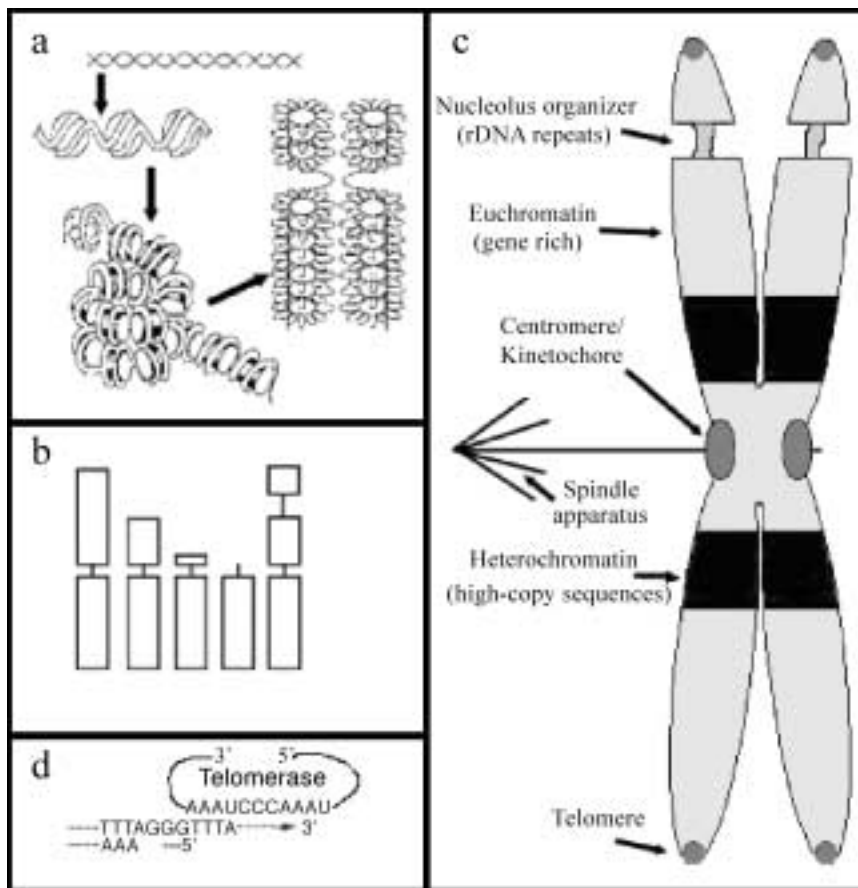 a
b
d
3’ 5’
Telomerase
AAAUCCCAAAU
TTTAGGGTTTA 3’
AAA 5’
c
Nucleolus organizer
(rDNA repeats)
Euchromatin
(gene rich)
Centromere/
Kinetochore
Spindle
apparatus
Heterochromatin
(high-copy sequences)
Telomere